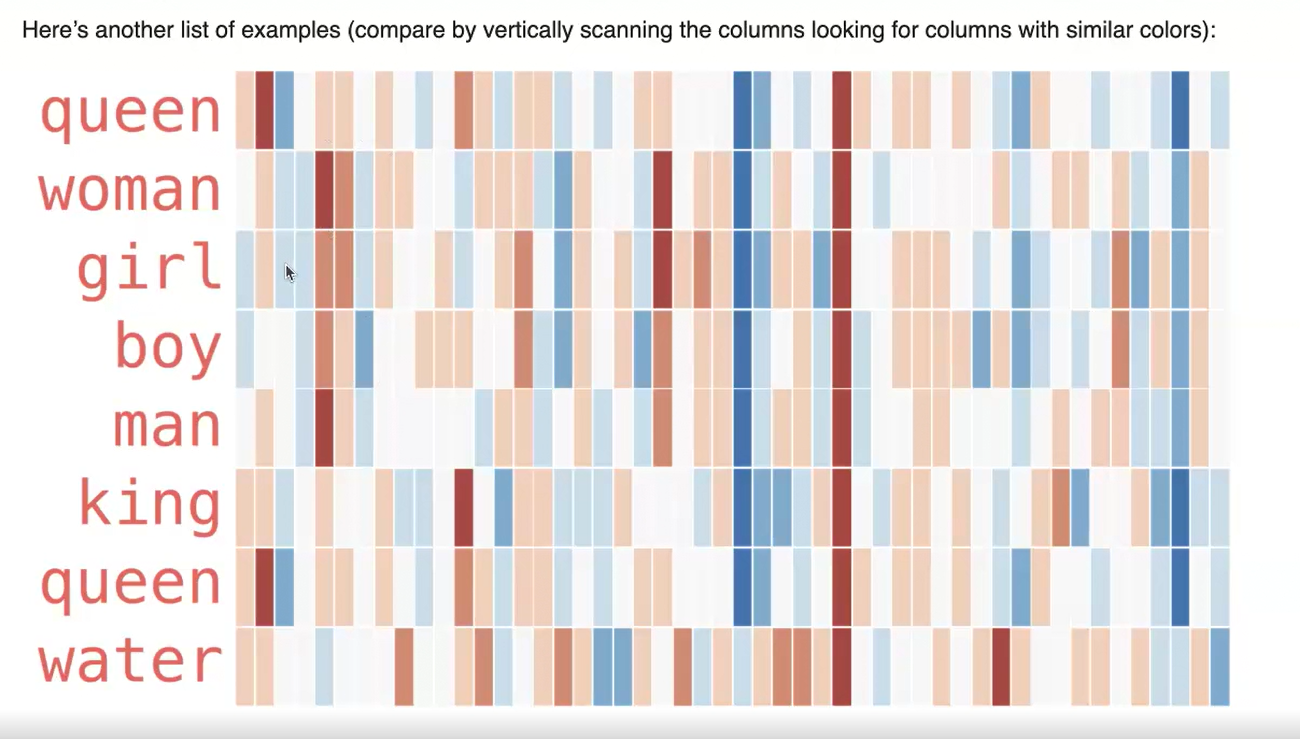 Here’s another list of examples (compare by vertically scanning the columns looking for columns with similar colors):
queen
woman
girl
boy
man
king
queen
water